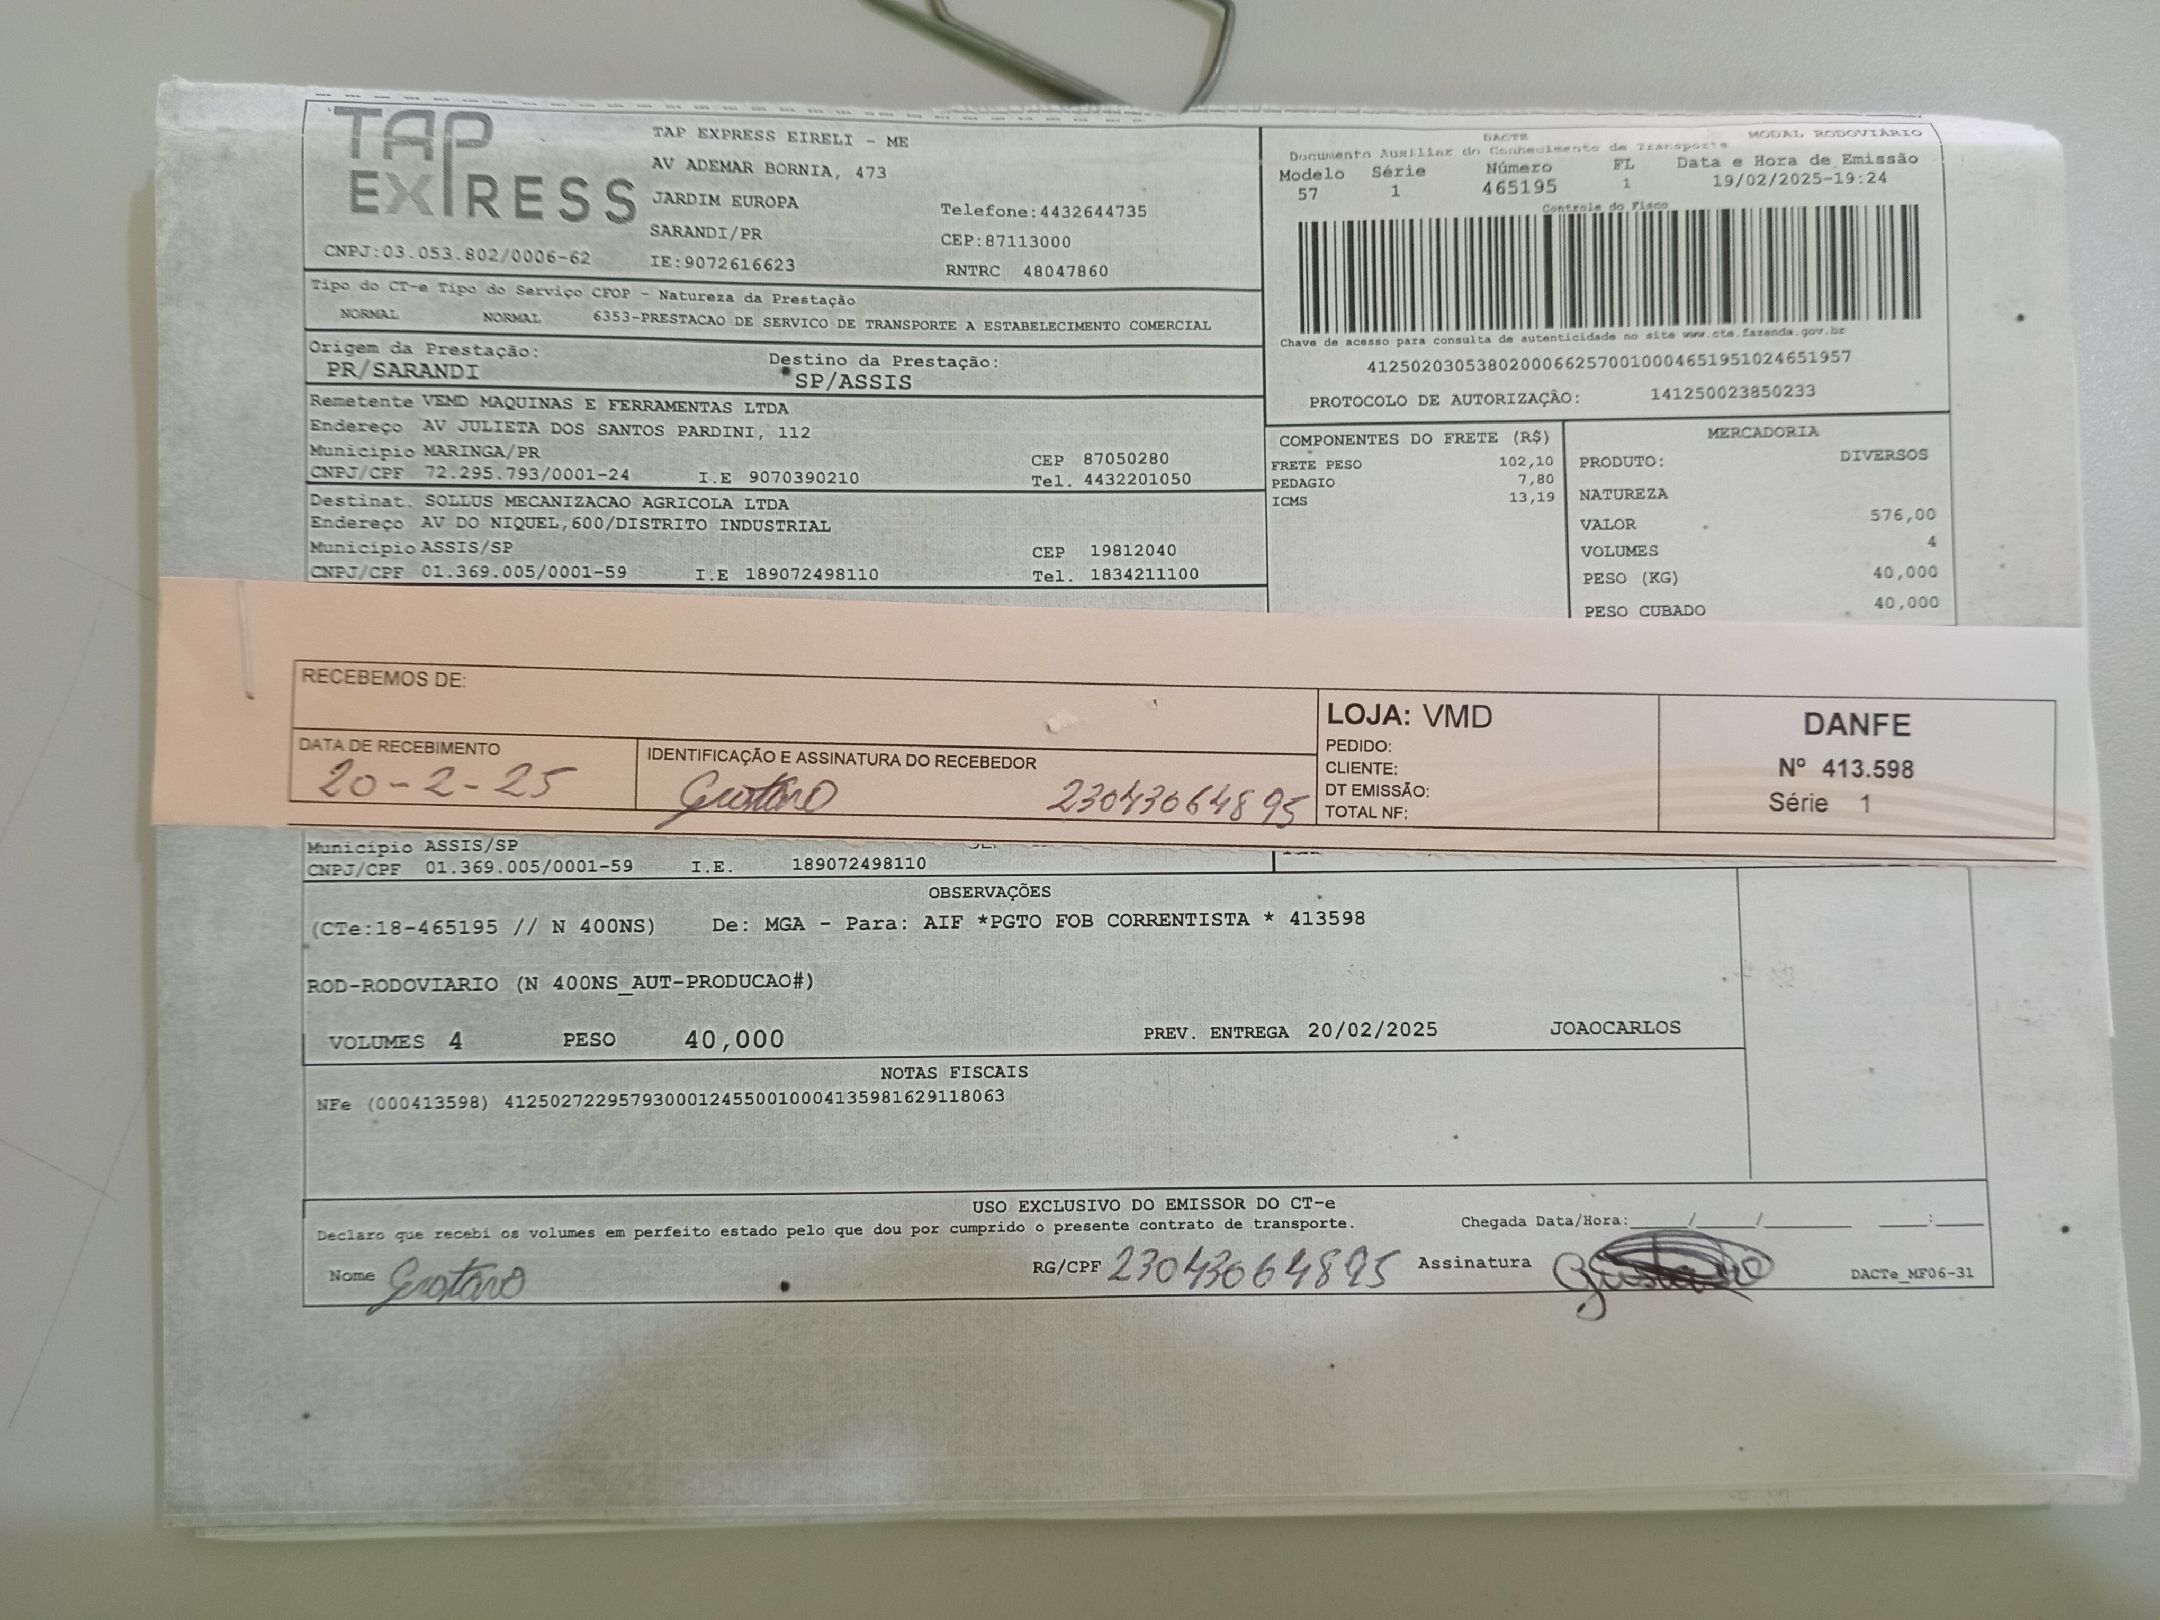 TAP EXPRESS
TAP EXPRESS EIRELI - ME
AV ADEMAR BORNIA, 473
JARDIM EUROPA
Telefone:4432644735
SARANDI/PR
CEP:87113000
CNPJ:03.053.802/0006-62
IE:9072616623
RNTRC 48047860
DACTE
MODAL RODOVIÁRIO
Documento Auxiliar do Conhecimento de Transporte
Modelo Série Número FL Data e Hora de Emissão
57 1 465195 1 19/02/2025-19:24
Controle do Fisco
Chave de acesso para consulta de autenticidade no site www.cte.fazenda.gov.br
41250203053802000662570010004651951024651957
PROTOCOLO DE AUTORIZAÇÂO: 141250023850233
Tipo do CT-e Tipo do Serviço CFOP - Natureza da Prestação
NORMAL NORMAL 6353-PRESTACAO DE SERVICO DE TRANSPORTE A ESTABELECIMENTO COMERCIAL
Origem da Prestação: Destino da Prestação:
PR/SARANDI SP/ASSIS
Remetente VEMD MAQUINAS E FERRAMENTAS LTDA
Endereço AV JULIETA DOS SANTOS PARDINI, 112
Município MARINGA/PR CEP 87050280
CNPJ/CPF 72.295.793/0001-24 I.E 9070390210 Tel. 4432201050
Destinat. SOLLUS MECANIZACAO AGRICOLA LTDA
Endereço AV DO NIQUEL,600/DISTRITO INDUSTRIAL
Município ASSIS/SP CEP 19812040
CNPJ/CPF 01.369.005/0001-59 I.E 189072498110 Tel. 1834211100
COMPONENTES DO FRETE (R$)
FRETE PESO 102,10
PEDAGIO 7,80
ICMS 13,19
MERCADORIA
PRODUTO: DIVERSOS
NATUREZA
VALOR 576,00
VOLUMES 4
PESO (KG) 40,000
PESO CUBADO 40,000
RECEBEMOS DE:
DATA DE RECEBIMENTO
20-2-25
IDENTIFICAÇÃO E ASSINATURA DO RECEBEDOR
Gustavo 23043064895
LOJA: VMD
PEDIDO:
CLIENTE:
DT EMISSÃO:
TOTAL NF:
DANFE
Nº 413.598
Série 1
Município ASSIS/SP
CNPJ/CPF 01.369.005/0001-59 I.E. 189072498110
OBSERVAÇÕES
(CTe:18-465195 // N 400NS) De: MGA - Para: AIF *PGTO FOB CORRENTISTA * 413598
ROD-RODOVIARIO (N 400NS_AUT-PRODUCAO#)
VOLUMES 4 PESO 40,000 PREV. ENTREGA 20/02/2025 JOAOCARLOS
NOTAS FISCAIS
NFe (000413598) 41250272295793000124550010004135981629118063
USO EXCLUSIVO DO EMISSOR DO CT-e
Declaro que recebi os volumes em perfeito estado pelo que dou por cumprido o presente contrato de transporte. Chegada Data/Hora:____/____/________ ____:____
Nome Gustavo RG/CPF 23043064895 Assinatura Gustavo DACTe_MF06-31